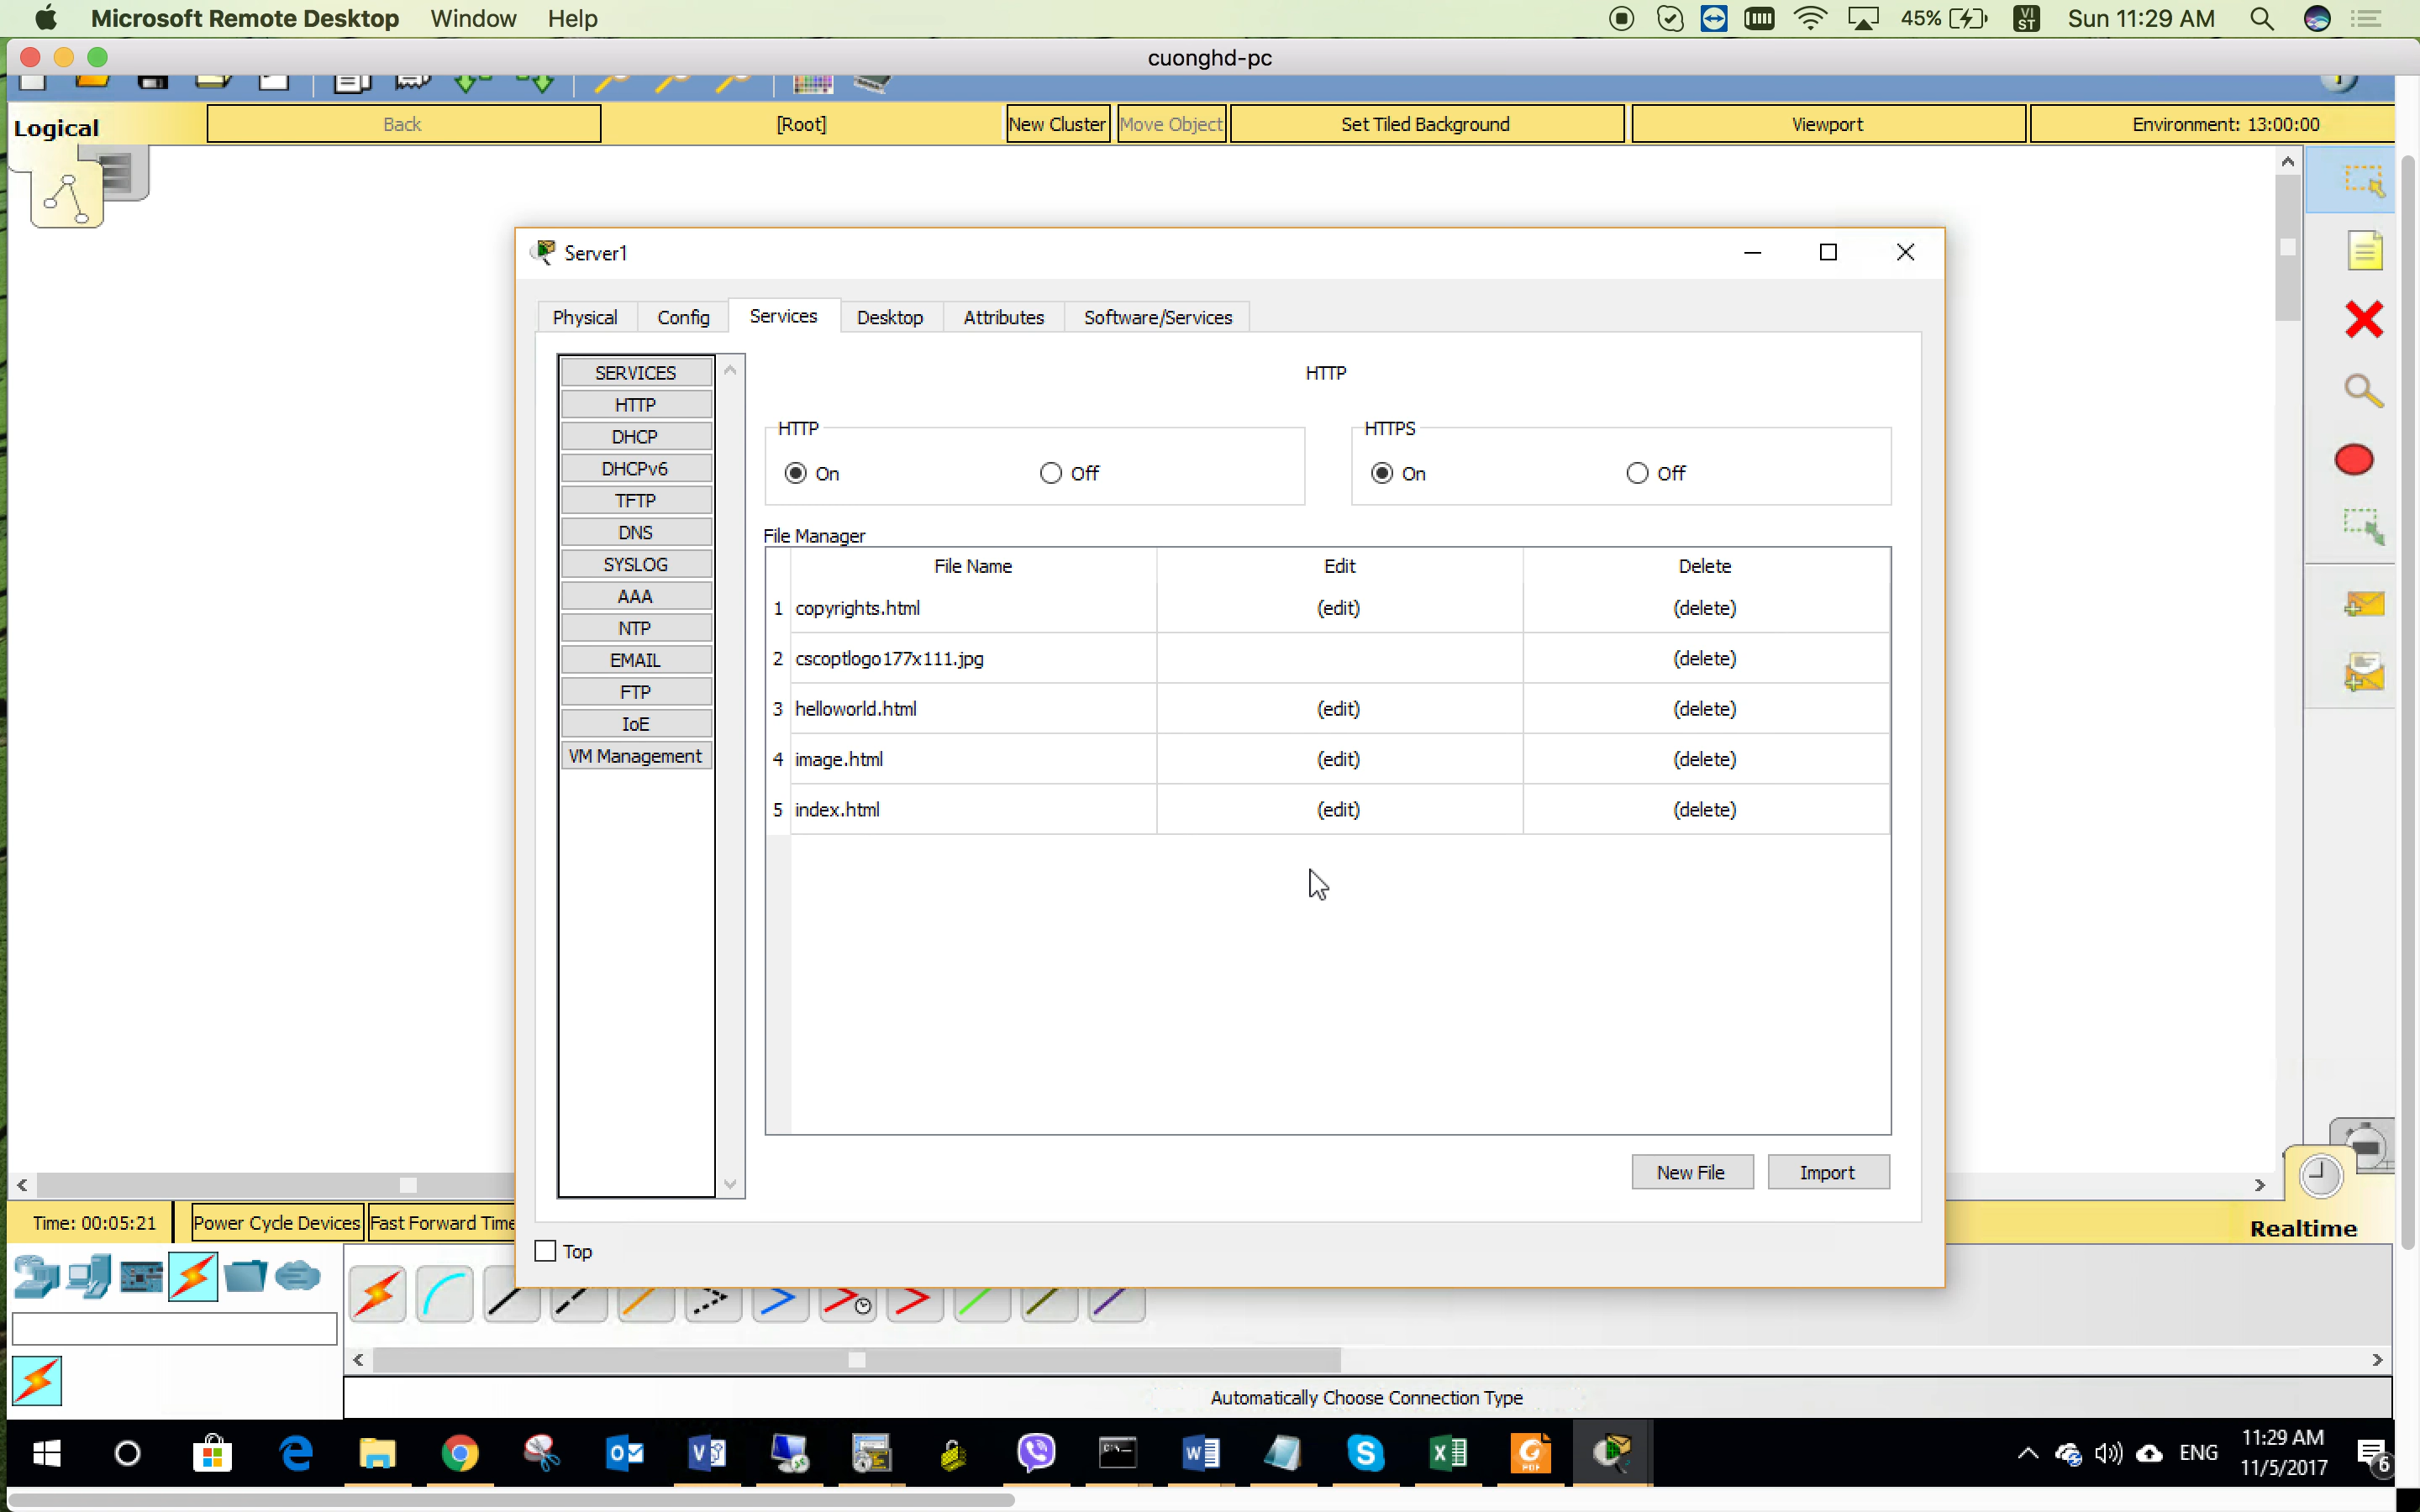 Microsoft Remote Desktop Window Help 45% VI ST Sun 11:29 AM
cuonghd-pc
Logical Back [Root] New Cluster Move Object Set Tiled Background Viewport Environment: 13:00:00
Server1
Physical Config Services Desktop Attributes Software/Services
SERVICES
HTTP
DHCP
DHCPv6
TFTP
DNS
SYSLOG
AAA
NTP
EMAIL
FTP
IoE
VM Management
HTTP
HTTP HTTPS
On Off On Off
File Manager
File Name Edit Delete
1 copyrights.html (edit) (delete)
2 cscoptlogo177x111.jpg (delete)
3 helloworld.html (edit) (delete)
4 image.html (edit) (delete)
5 index.html (edit) (delete)
New File Import
Top
Time: 00:05:21 Power Cycle Devices Fast Forward Time Realtime
Automatically Choose Connection Type
ENG 11:29 AM
11/5/2017 6